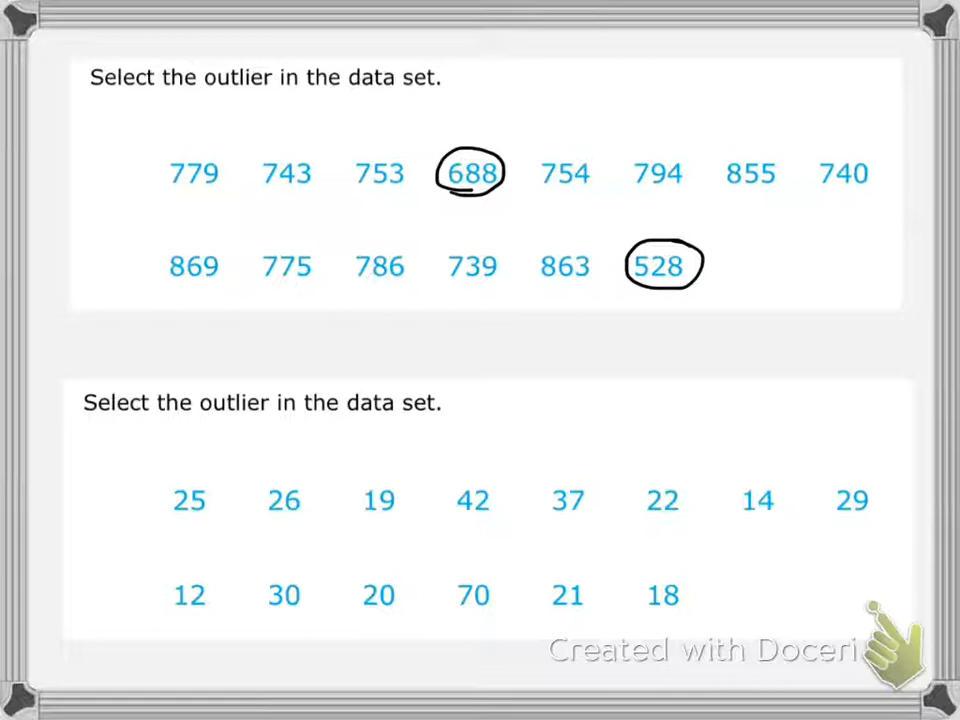 Select the outlier in the data set.
779 743 753 688 754 794 855 740
869 775 786 739 863 528
Select the outlier in the data set.
25 26 19 42 37 22 14 29
12 30 20 70 21 18
Created with Doceri